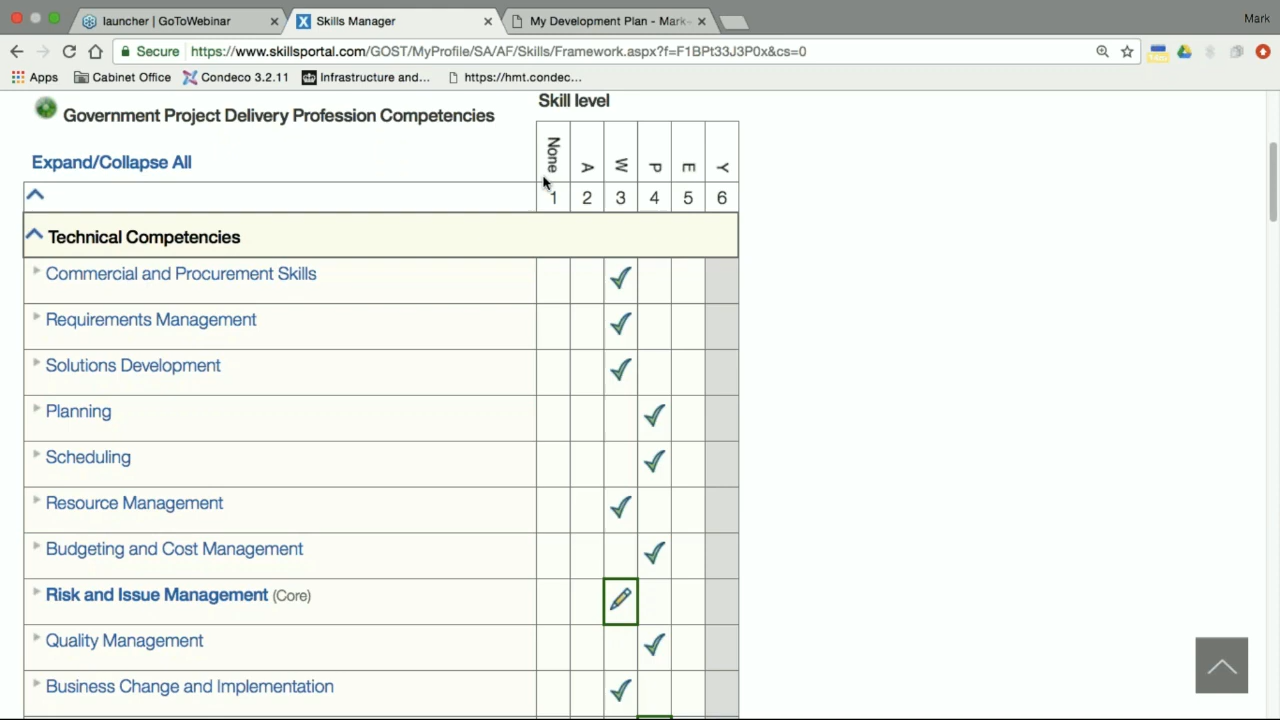 launcher | GoToWebinar
Skills Manager
My Development Plan - Mark
Mark
Secure
https://www.skillsportal.com/GOST/MyProfile/SA/AF/Skills/Framework.aspx?f=F1BPt33J3P0x&cs=0
Apps
Cabinet Office
Condeco 3.2.11
Infrastructure and...
https://hmt.condec...
Government Project Delivery Profession Competencies
Skill level
Expand/Collapse All
None A W P E Y
1 2 3 4 5 6
Technical Competencies
Commercial and Procurement Skills
Requirements Management
Solutions Development
Planning
Scheduling
Resource Management
Budgeting and Cost Management
Risk and Issue Management (Core)
Quality Management
Business Change and Implementation